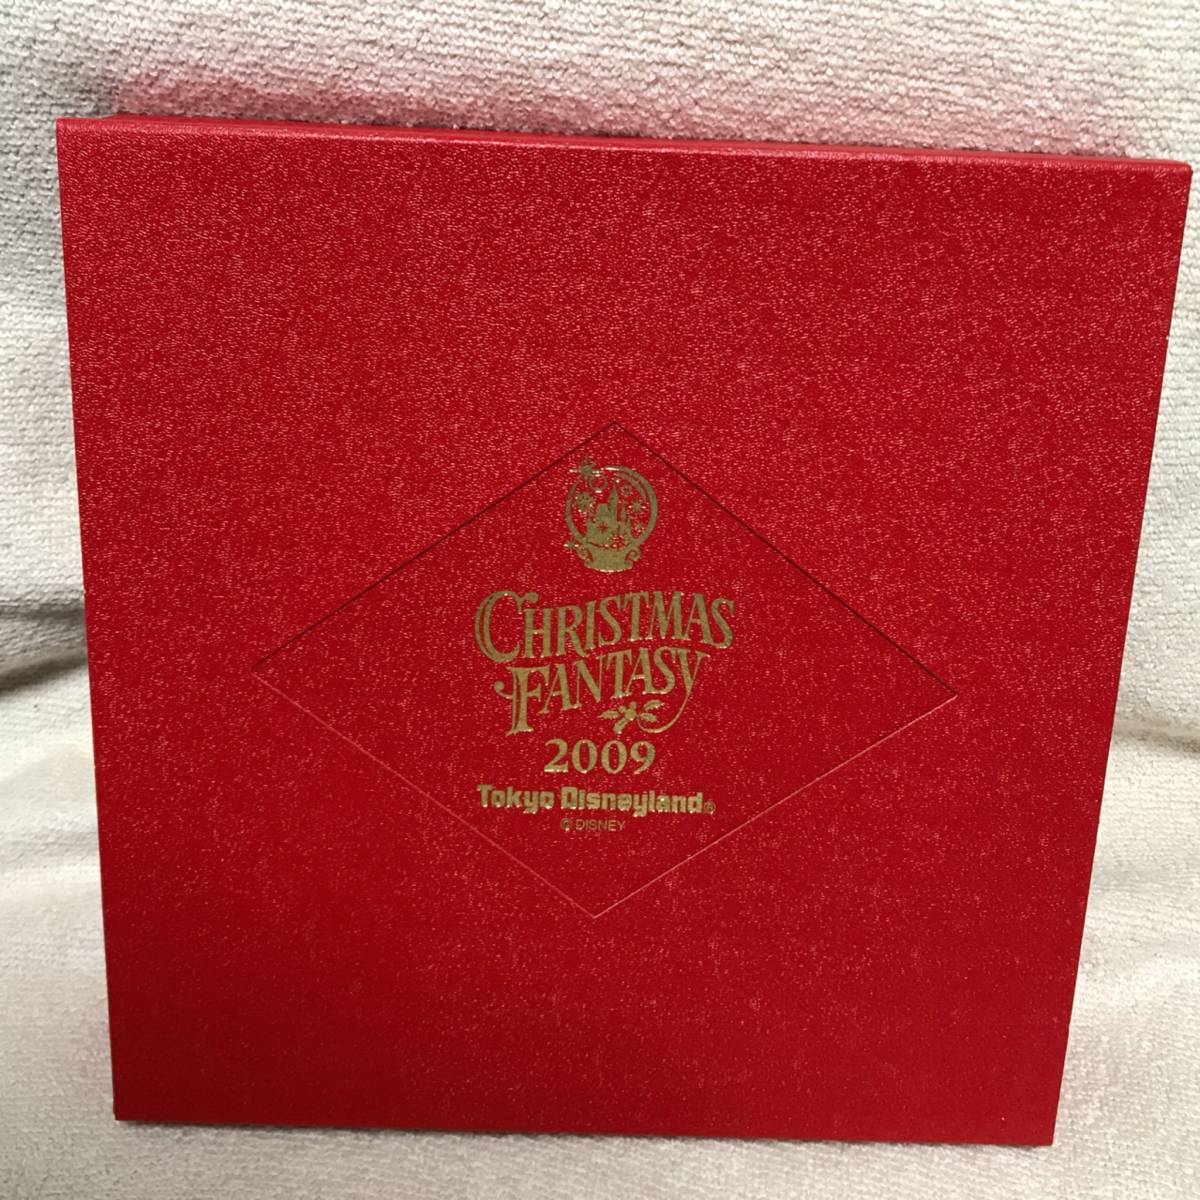 CHRISTMAS
FANTASY
2009
Tokyo Disneyland®
© DISNEY